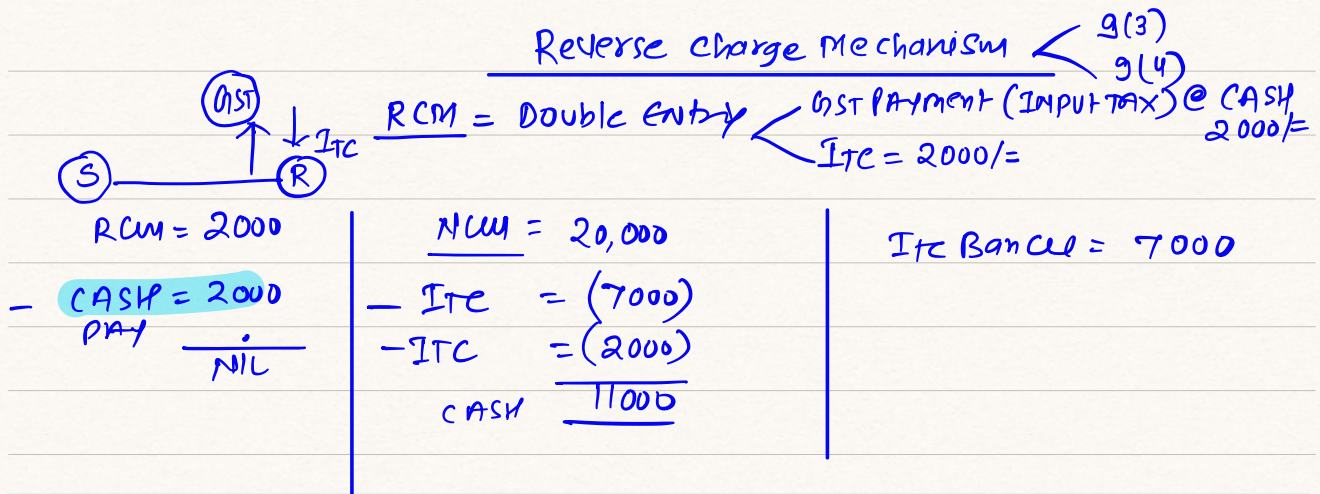 Reverse Charge Mechanism
9(3)
9(4)
GST
ITC
S
R
RCM = Double Entry
GST PAYMENT (INPUT TAX) @ CASH
2000/=
ITC = 2000/=
RCM = 2000
- CASH = 2000
PAY
NIL
NCM = 20,000
- ITC = (7000)
- ITC = (2000)
CASH 11000
ITC Bance = 7000